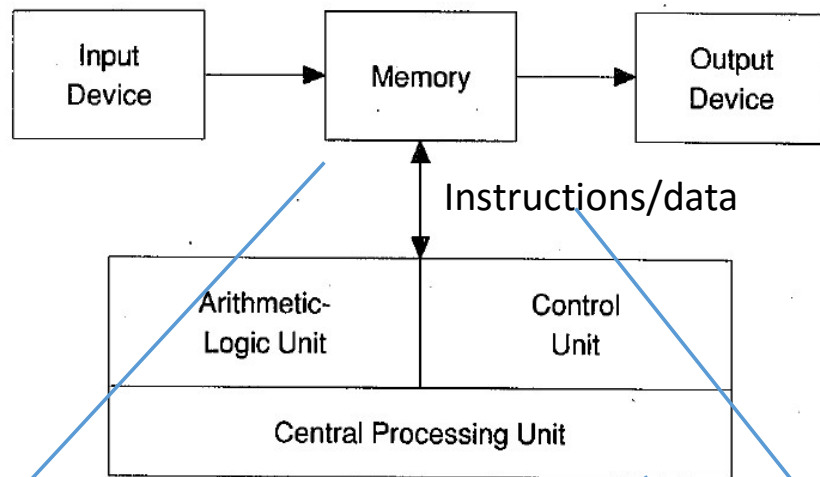 Input
Device
Memory
Output
Device
Instructions/data
Arithmetic-
Logic Unit
Control
Unit
Central Processing Unit